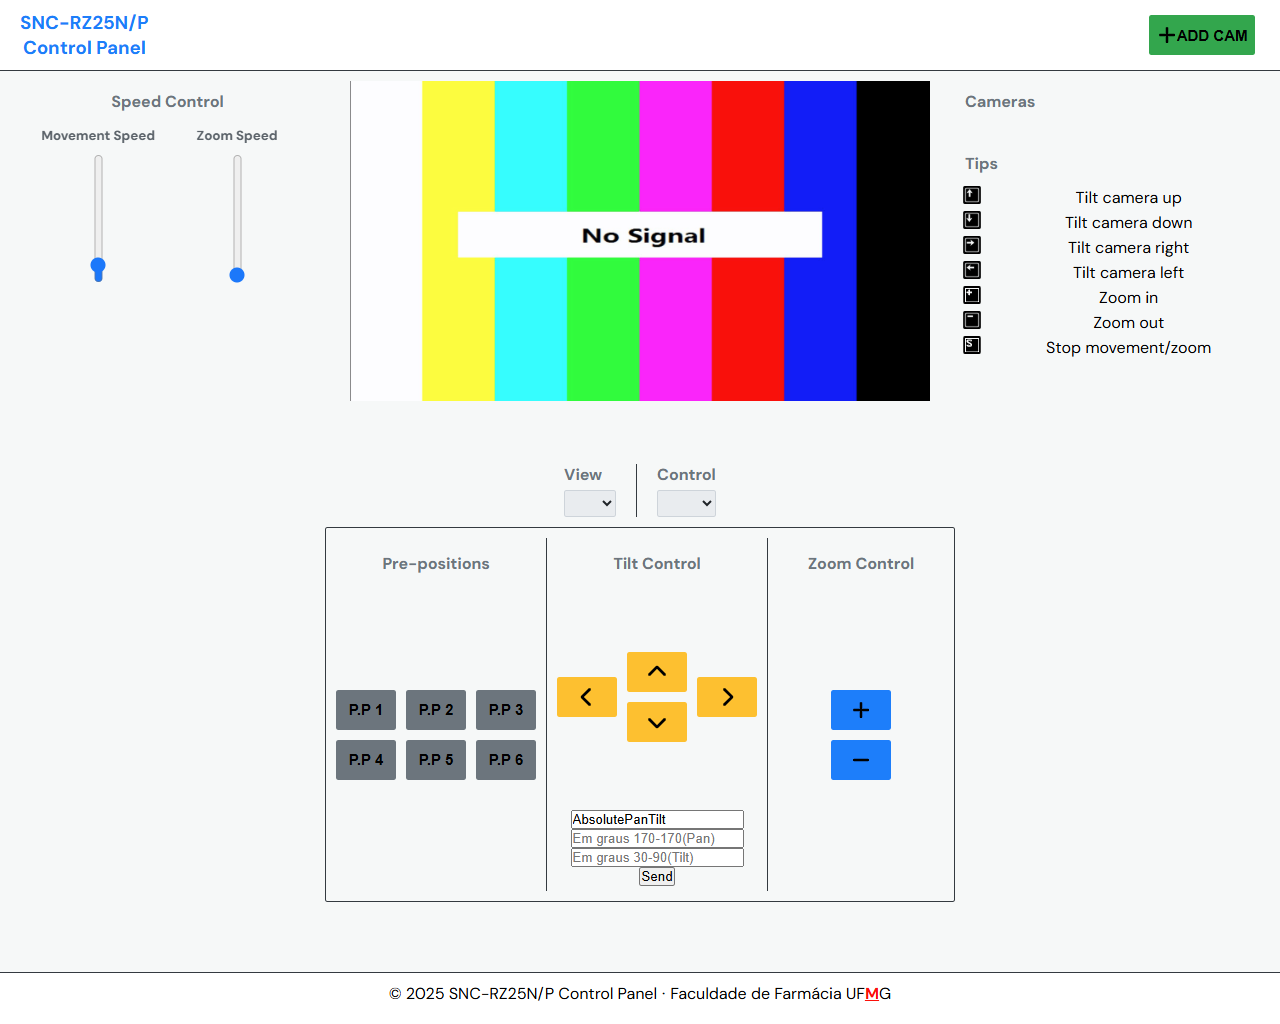 SNC-RZ25N/P
Control Panel
ADD CAM
Speed Control
Movement Speed
Zoom Speed
No Signal
Cameras
Tips
↑ Tilt camera up
↓ Tilt camera down
→ Tilt camera right
← Tilt camera left
+ Zoom in
- Zoom out
S Stop movement/zoom
View
Control
Pre-positions
P.P 1 P.P 2 P.P 3
P.P 4 P.P 5 P.P 6
Tilt Control
AbsolutePanTilt
Em graus 170-170(Pan)
Em graus 30-90(Tilt)
Send
Zoom Control
+
−
© 2025 SNC-RZ25N/P Control Panel · Faculdade de Farmácia UFMG